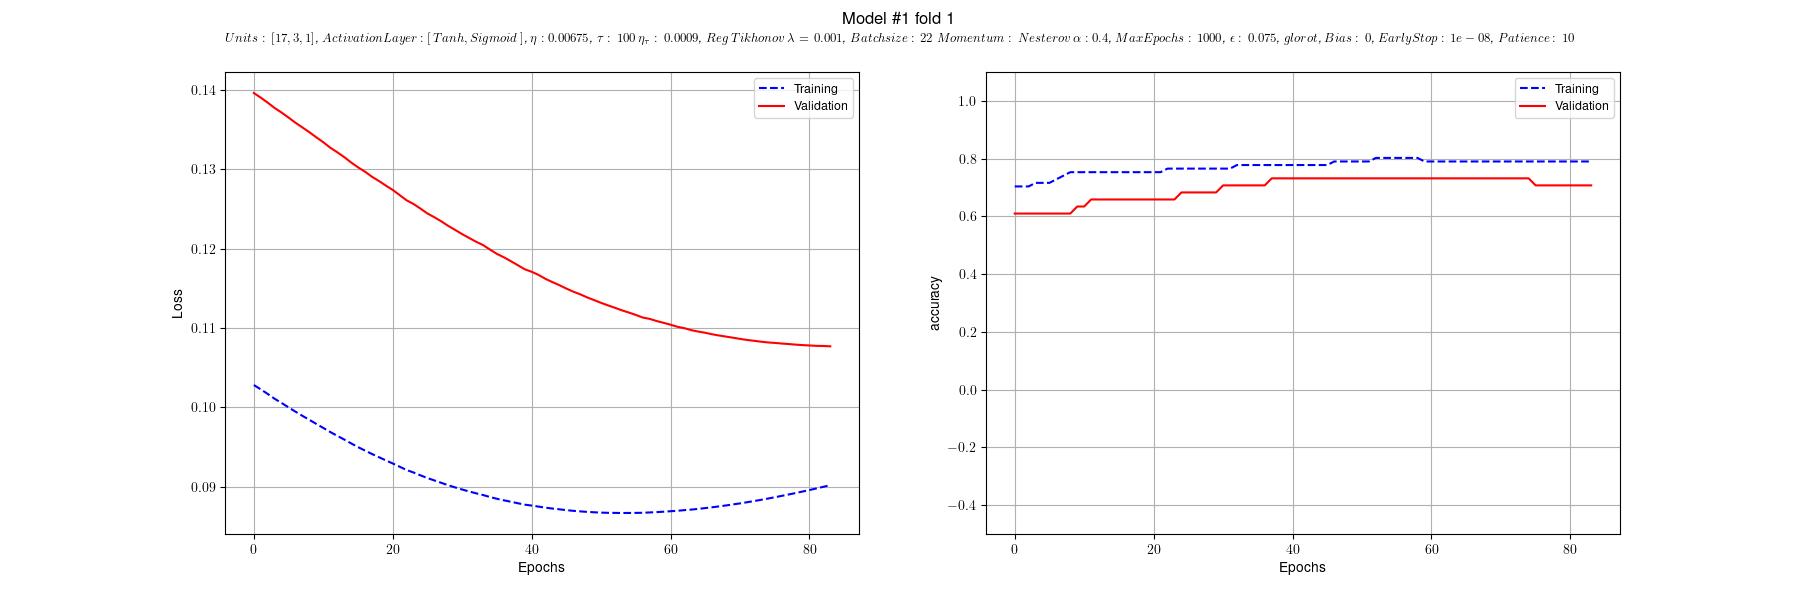 Model #1 fold 1
Units : [17, 3, 1], ActivationLayer : [ Tanh, Sigmoid ], η : 0.00675, τ : 100 ητ : 0.0009, Reg Tikhonov λ = 0.001, Batchsize : 22 Momentum : Nesterov α : 0.4, MaxEpochs : 1000, ϵ : 0.075, glorot, Bias : 0, EarlyStop : 1e − 08, Patience : 10
Training
Validation
0.14
0.13
0.12
0.11
0.10
0.09
Loss
0 20 40 60 80
Epochs
Training
Validation
1.0
0.8
0.6
0.4
0.2
0.0
−0.2
−0.4
accuracy
0 20 40 60 80
Epochs